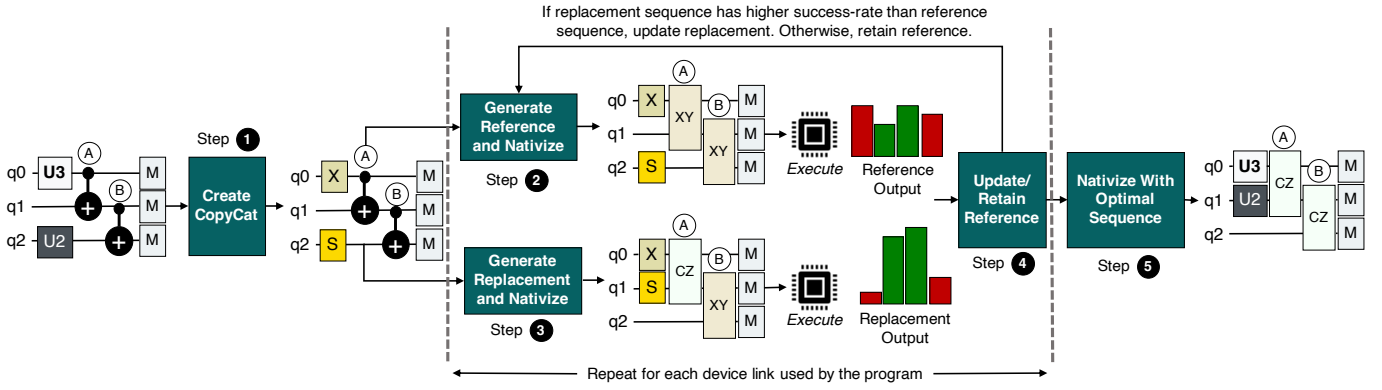 If replacement sequence has higher success-rate than reference
sequence, update replacement. Otherwise, retain reference.
Step 1
A
B
q0 U3 M
q1 + M
q2 U2 + M
Create
CopyCat
A
B
q0 X M
q1 + M
q2 S + M
Generate
Reference
and Nativize
Step 2
A
B
q0 X XY M
q1 XY M
q2 S M
Execute
Reference
Output
Generate
Replacement
and Nativize
Step 3
A
B
q0 X CZ M
q1 S XY M
q2 M
Execute
Replacement
Output
Update/
Retain
Reference
Step 4
Nativize With
Optimal
Sequence
Step 5
A
B
q0 U3 CZ M
q1 U2 CZ M
q2 M
Repeat for each device link used by the program